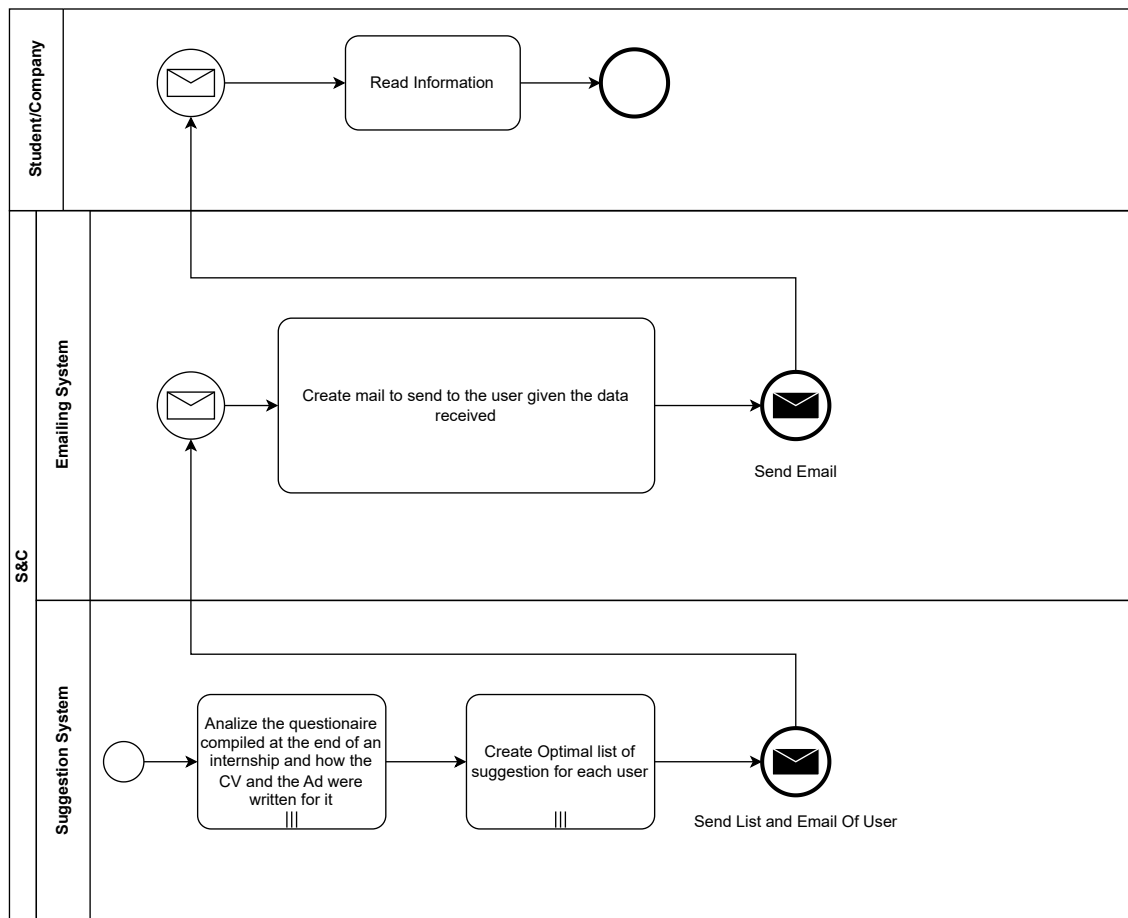 Student/Company
Read Information
S&C
Emailing System
Create mail to send to the user given the data
received
Send Email
Suggestion System
Analize the questionaire
compiled at the end of an
internship and how the
CV and the Ad were
written for it
Create Optimal list of
suggestion for each user
Send List and Email Of User